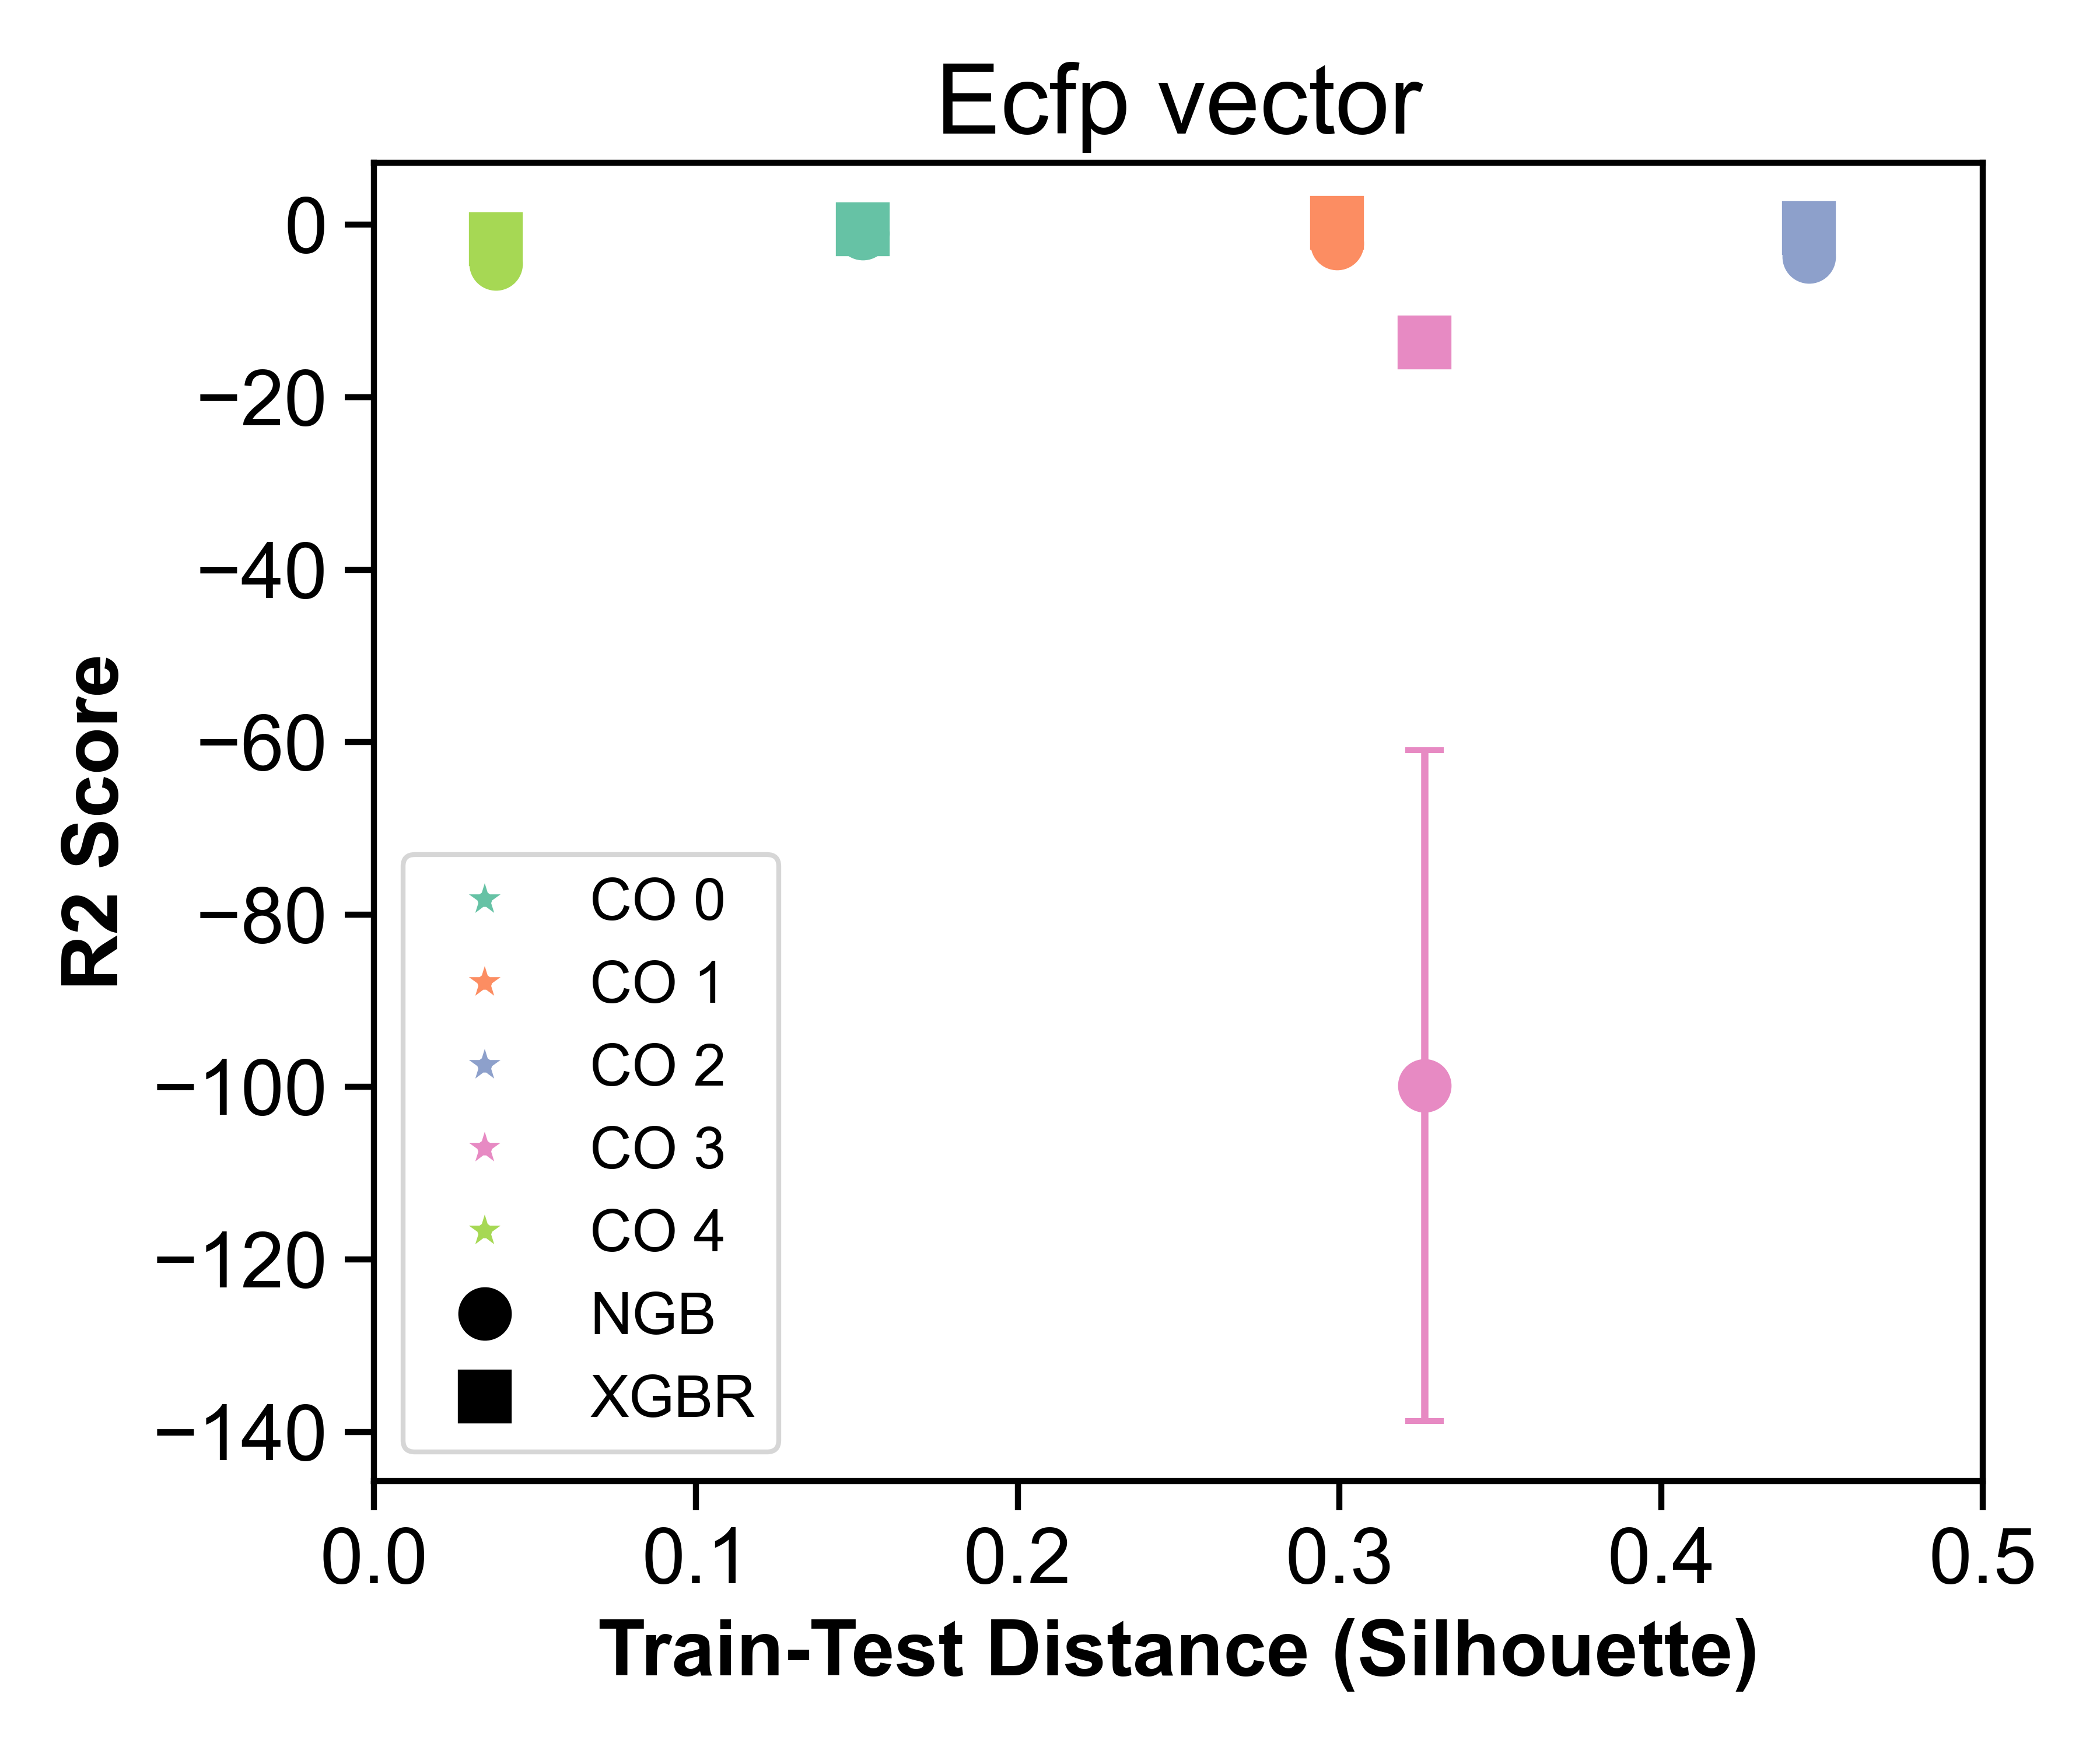 Ecfp vector
0
−20
−40
−60
−80
−100
−120
−140
R2 Score
CO 0
CO 1
CO 2
CO 3
CO 4
NGB
XGBR
0.0 0.1 0.2 0.3 0.4 0.5
Train-Test Distance (Silhouette)